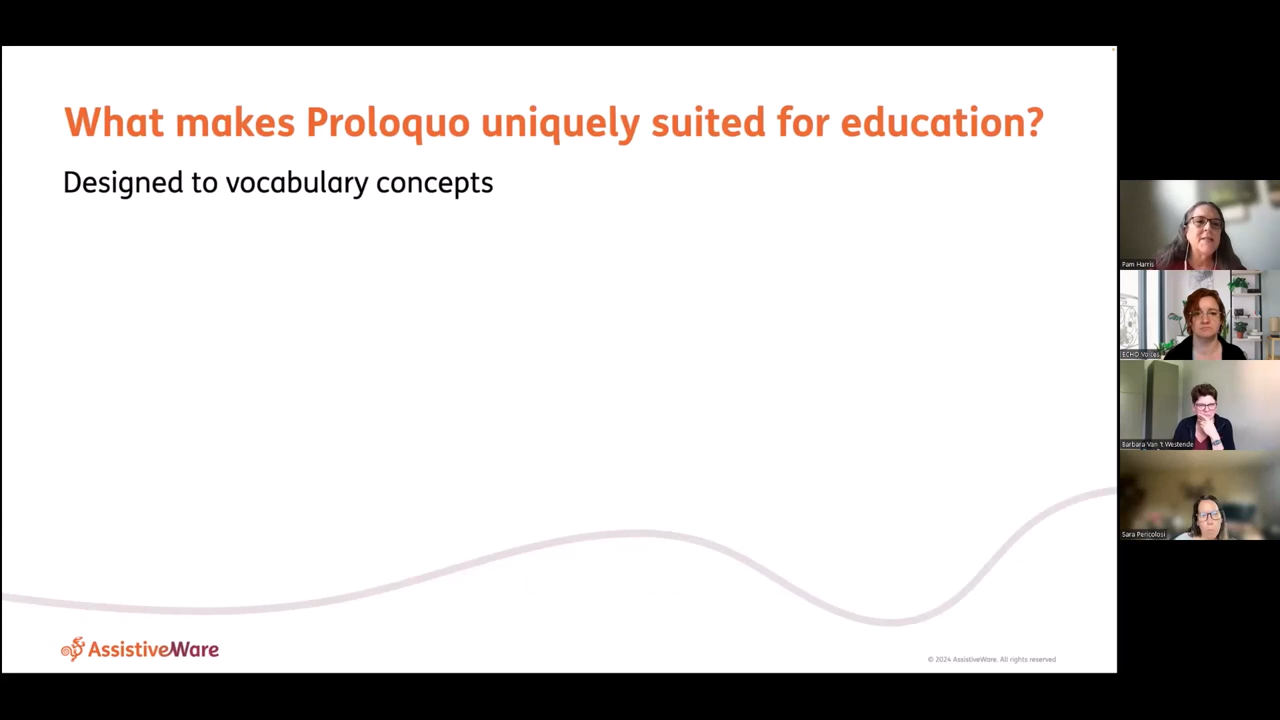 What makes Proloquo uniquely suited for education?
Designed to vocabulary concepts
Pam Harris
ECHO Voices
Barbara Van 't Westende
Sara Pericolosi
AssistiveWare
© 2024 AssistiveWare. All rights reserved